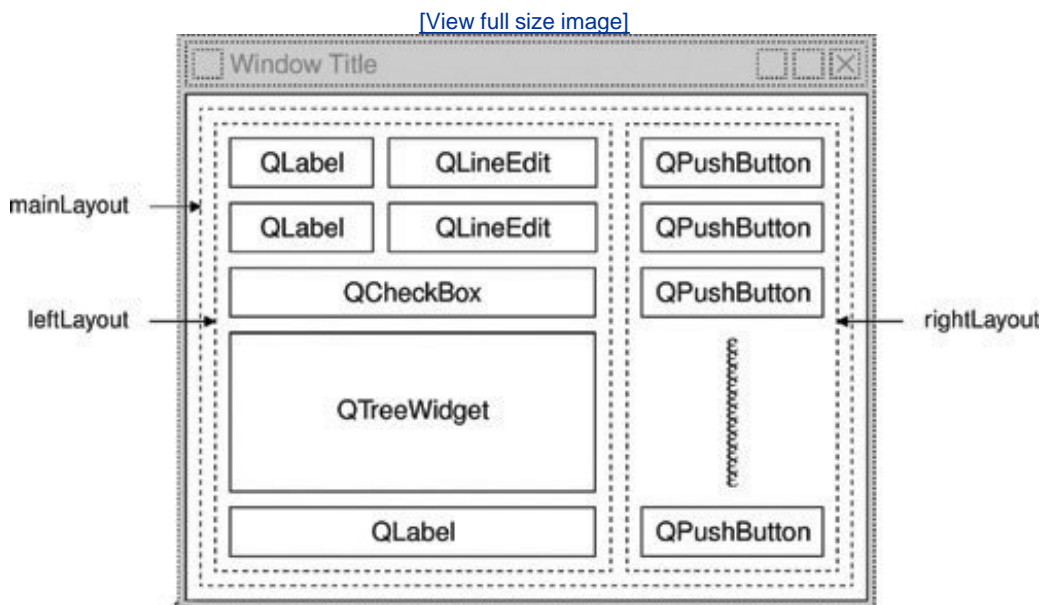 [View full size image]
Window Title
QLabel QLineEdit QPushButton
mainLayout
QLabel QLineEdit QPushButton
QCheckBox QPushButton
leftLayout
rightLayout
QTreeWidget
QLabel QPushButton